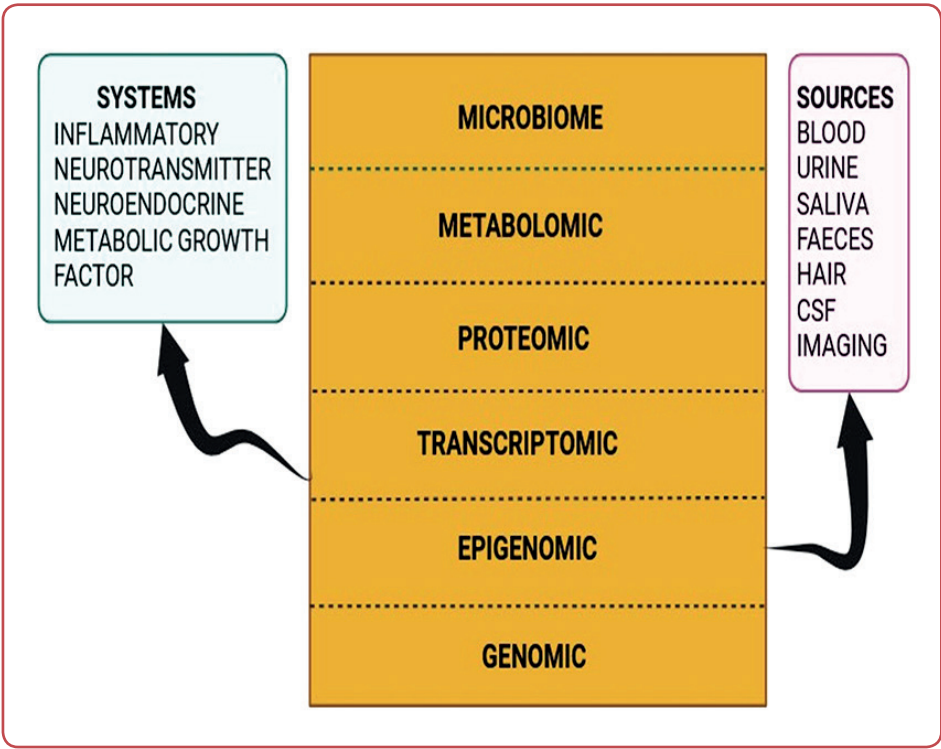 SYSTEMS
INFLAMMATORY
NEUROTRANSMITTER
NEUROENDOCRINE
METABOLIC GROWTH
FACTOR
MICROBIOME
METABOLOMIC
PROTEOMIC
TRANSCRIPTOMIC
EPIGENOMIC
GENOMIC
SOURCES
BLOOD
URINE
SALIVA
FAECES
HAIR
CSF
IMAGING